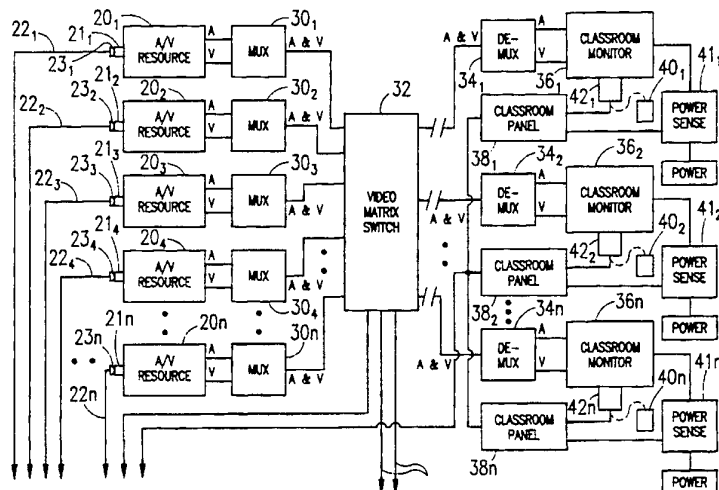 20₁ 30₁ A & V 34₁ 36₁ 41₁
22₁ 21₁ 23₁ A/V RESOURCE A V MUX A & V DE-MUX A V CLASSROOM MONITOR
20₂ 30₂ 32 42₁ 40₁
22₂ 21₂ 23₂ A/V RESOURCE A V MUX A & V CLASSROOM PANEL 38₁ POWER SENSE
POWER
20₃ 30₃ 34₂ 36₂
22₃ 21₃ 23₃ A/V RESOURCE A V MUX A & V VIDEO MATRIX SWITCH A & V DE-MUX A V CLASSROOM MONITOR 41₂
20₄ 42₂ 40₂
22₄ 21₄ 23₄ A/V RESOURCE A V MUX A & V 30₄ CLASSROOM PANEL 38₂ POWER SENSE
POWER
20n 30n 34n 36n
22n 21n 23n A/V RESOURCE A V MUX A & V A & V DE-MUX A V CLASSROOM MONITOR 41n
42n 40n
CLASSROOM PANEL 38n POWER SENSE
POWER